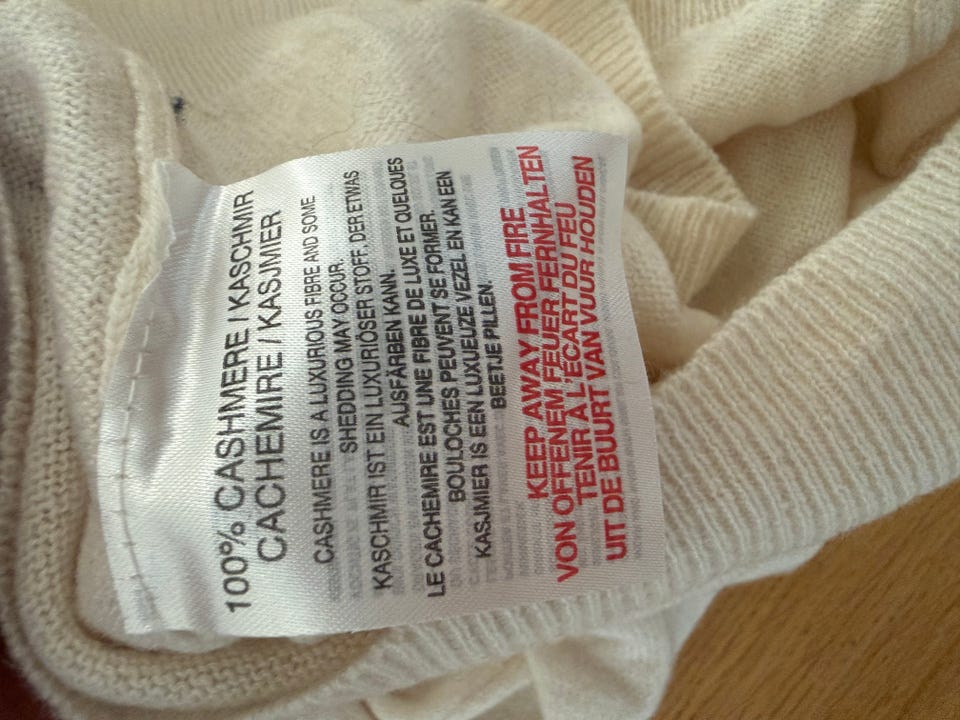 100% CASHMERE / KASCHMIR
CACHEMIRE / KASJMIER
CASHMERE IS A LUXURIOUS FIBRE AND SOME
SHEDDING MAY OCCUR.
KASCHMIR IST EIN LUXURIÖSER STOFF, DER ETWAS
AUSFÄRBEN KANN.
LE CACHEMIRE EST UNE FIBRE DE LUXE ET QUELQUES
BOULOCHES PEUVENT SE FORMER.
KASJMIER IS EEN LUXUEUZE VEZEL EN KAN EEN
BEETJE PILLEN.
KEEP AWAY FROM FIRE
VON OFFENEM FEUER FERNHALTEN
TENIR À L'ÉCART DU FEU
UIT DE BUURT VAN VUUR HOUDEN